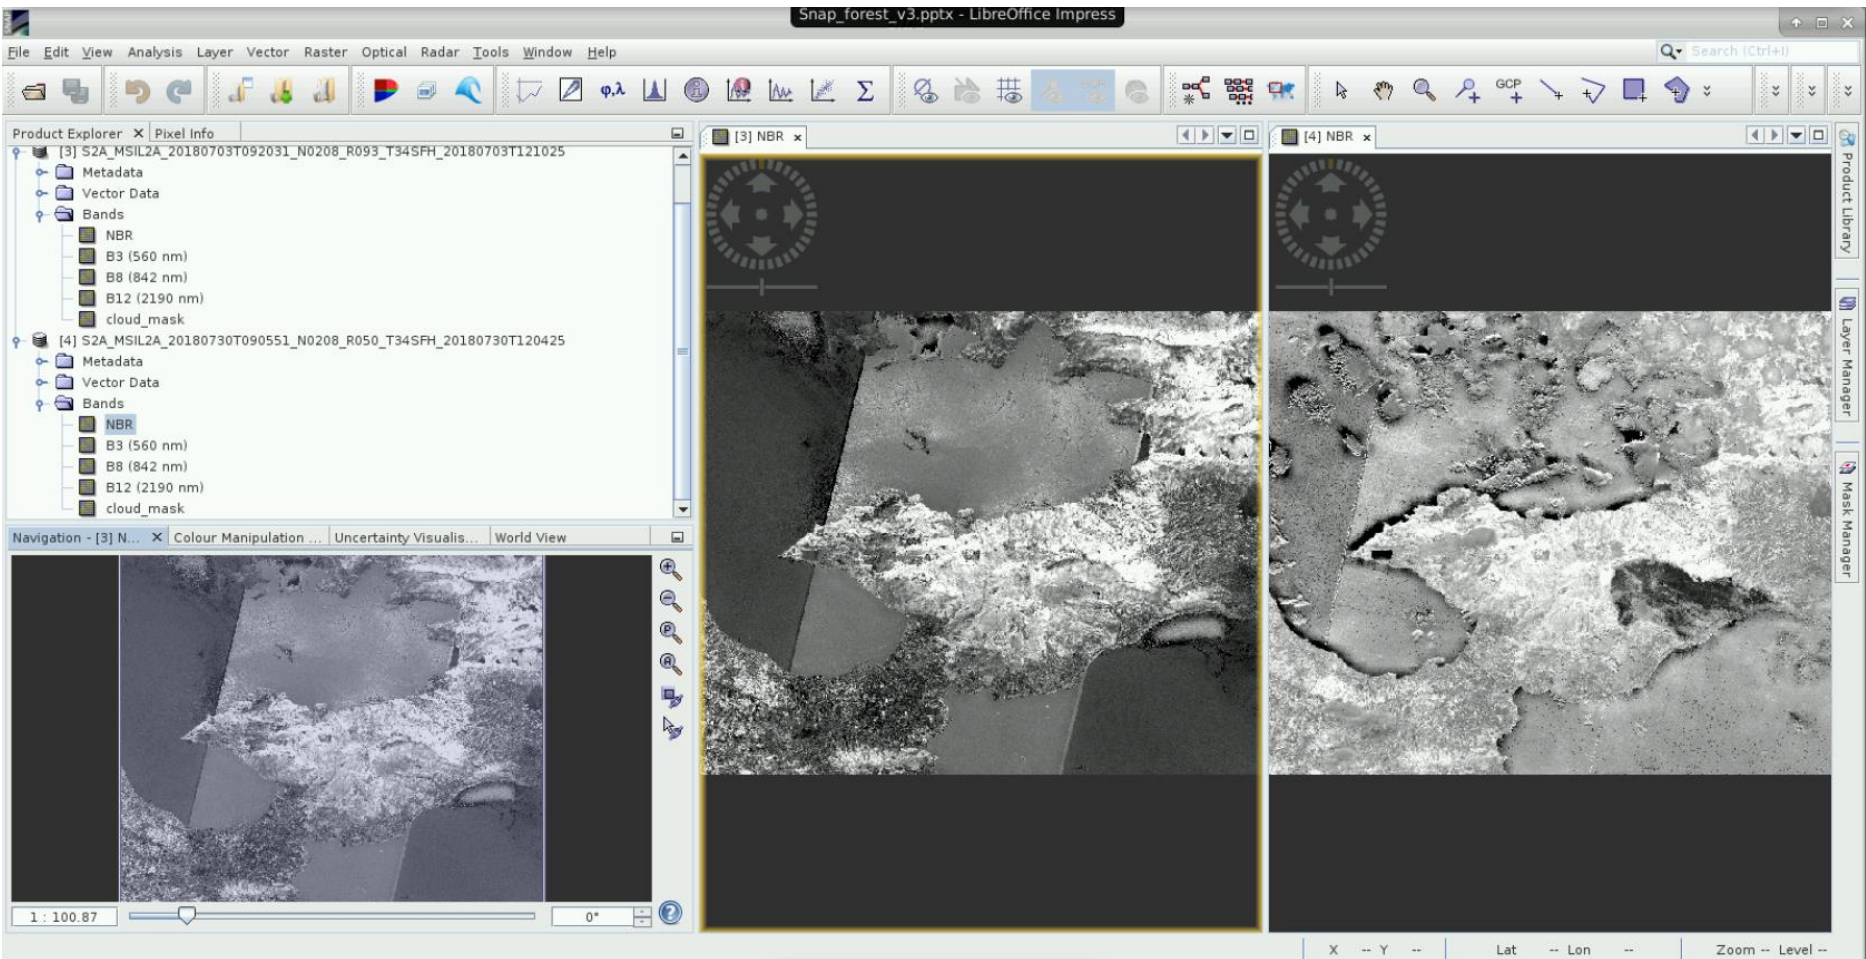 Snap_forest_v3.pptx - LibreOffice Impress
File Edit View Analysis Layer Vector Raster Optical Radar Tools Window Help
Search (Ctrl+I)
φ,λ Σ GCP
Product Explorer Pixel Info
[3] S2A_MSIL2A_20180703T092031_N0208_R093_T34SFH_20180703T121025
Metadata
Vector Data
Bands
NBR
B3 (560 nm)
B8 (842 nm)
B12 (2190 nm)
cloud_mask
[4] S2A_MSIL2A_20180730T090551_N0208_R050_T34SFH_20180730T120425
Metadata
Vector Data
Bands
NBR
B3 (560 nm)
B8 (842 nm)
B12 (2190 nm)
cloud_mask
Navigation - [3] N... Colour Manipulation ... Uncertainty Visualis... World View
1 : 100.87
0°
[3] NBR
[4] NBR
Product Library
Layer Manager
Mask Manager
X -- Y -- Lat -- Lon -- Zoom -- Level --